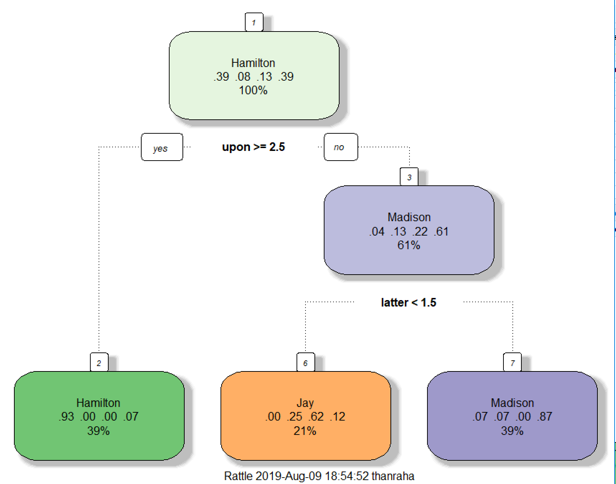 1
Hamilton
.39 .08 .13 .39
100%
yes
upon >= 2.5
no
3
Madison
.04 .13 .22 .61
61%
latter < 1.5
2
Hamilton
.93 .00 .00 .07
39%
6
Jay
.00 .25 .62 .12
21%
7
Madison
.07 .07 .00 .87
39%
Rattle 2019-Aug-09 18:54:52 thanraha